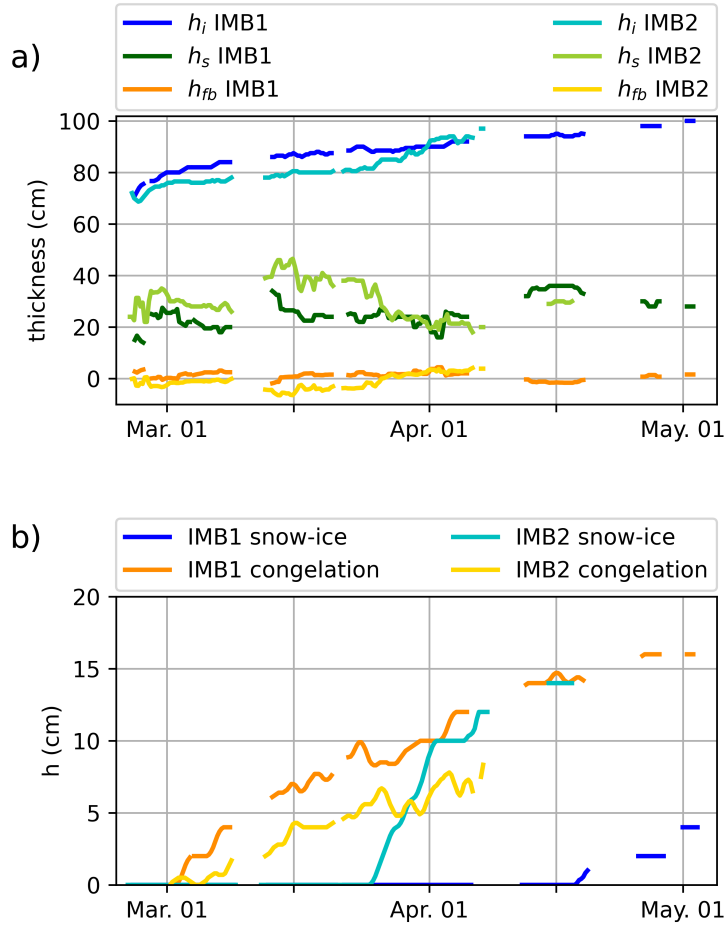 a)
h_i IMB1 h_i IMB2
h_s IMB1 h_s IMB2
h_fb IMB1 h_fb IMB2
100
80
60
40
20
0
thickness (cm)
Mar. 01 Apr. 01 May. 01
b)
IMB1 snow-ice IMB2 snow-ice
IMB1 congelation IMB2 congelation
20
15
10
5
0
h (cm)
Mar. 01 Apr. 01 May. 01